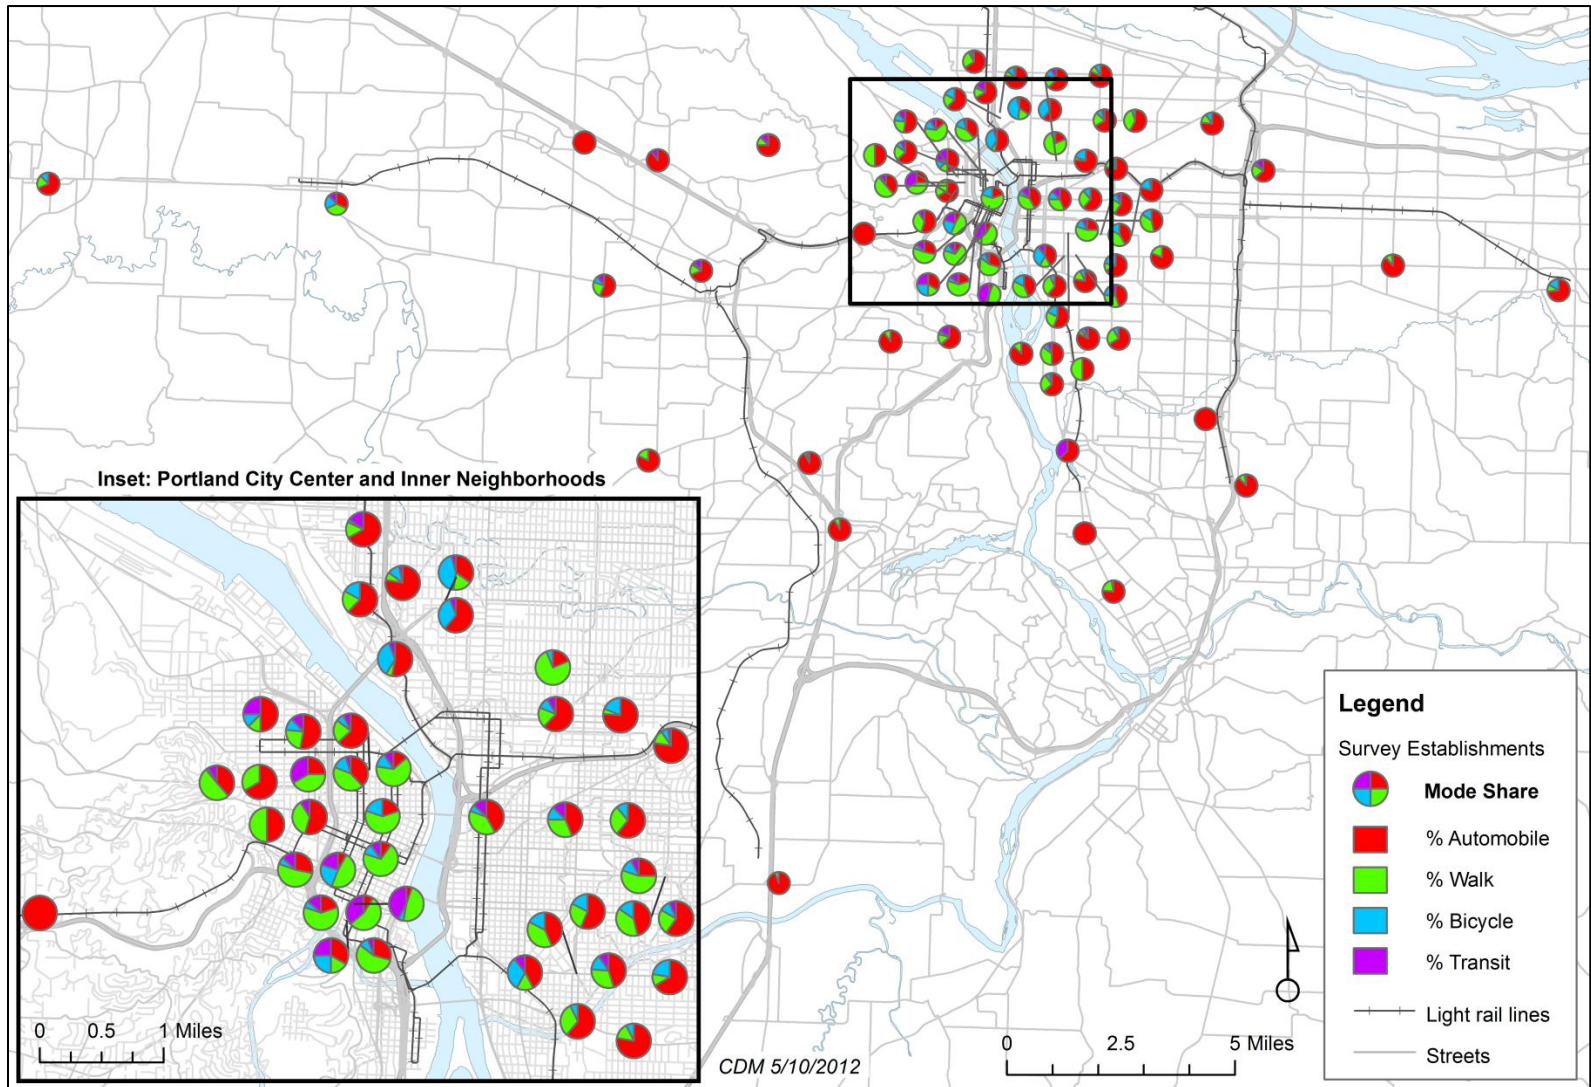 Inset: Portland City Center and Inner Neighborhoods
0 0.5 1 Miles
CDM 5/10/2012
0 2.5 5 Miles
Legend
Survey Establishments
Mode Share
% Automobile
% Walk
% Bicycle
% Transit
Light rail lines
Streets